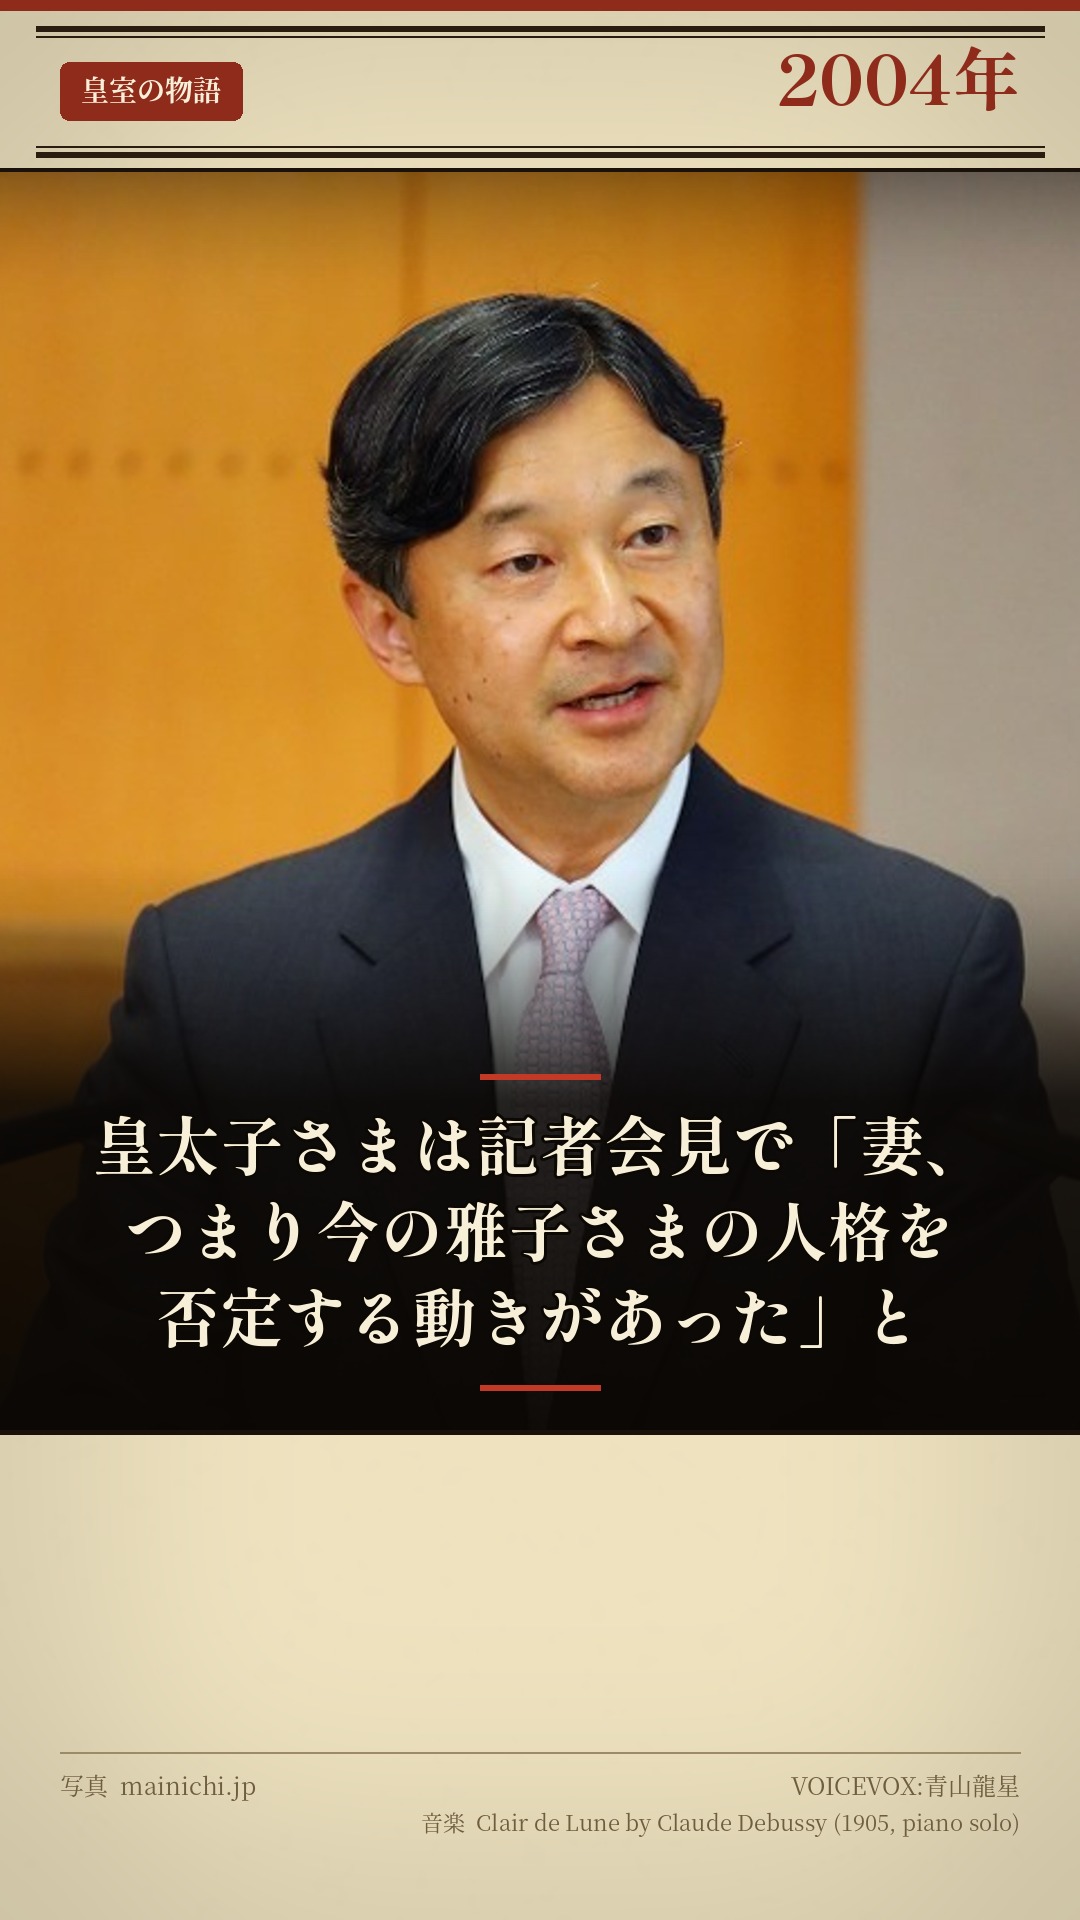 皇室の物語
2004年
皇太子さまは記者会見で「妻、
つまり今の雅子さまの人格を
否定する動きがあった」と
写真 mainichi.jp
VOICEVOX:青山龍星
音楽 Clair de Lune by Claude Debussy (1905, piano solo)